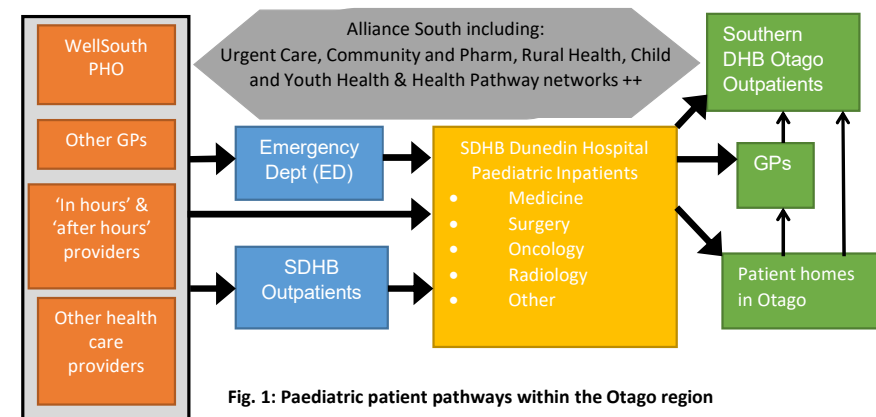 Alliance South including:
Urgent Care, Community and Pharm, Rural Health, Child
and Youth Health & Health Pathway networks ++
WellSouth
PHO
Other GPs
'In hours' &
'after hours'
providers
Other health
care
providers
Emergency
Dept (ED)
SDHB
Outpatients
SDHB Dunedin Hospital
Paediatric Inpatients
• Medicine
• Surgery
• Oncology
• Radiology
• Other
Southern
DHB Otago
Outpatients
GPs
Patient homes
in Otago
Fig. 1: Paediatric patient pathways within the Otago region